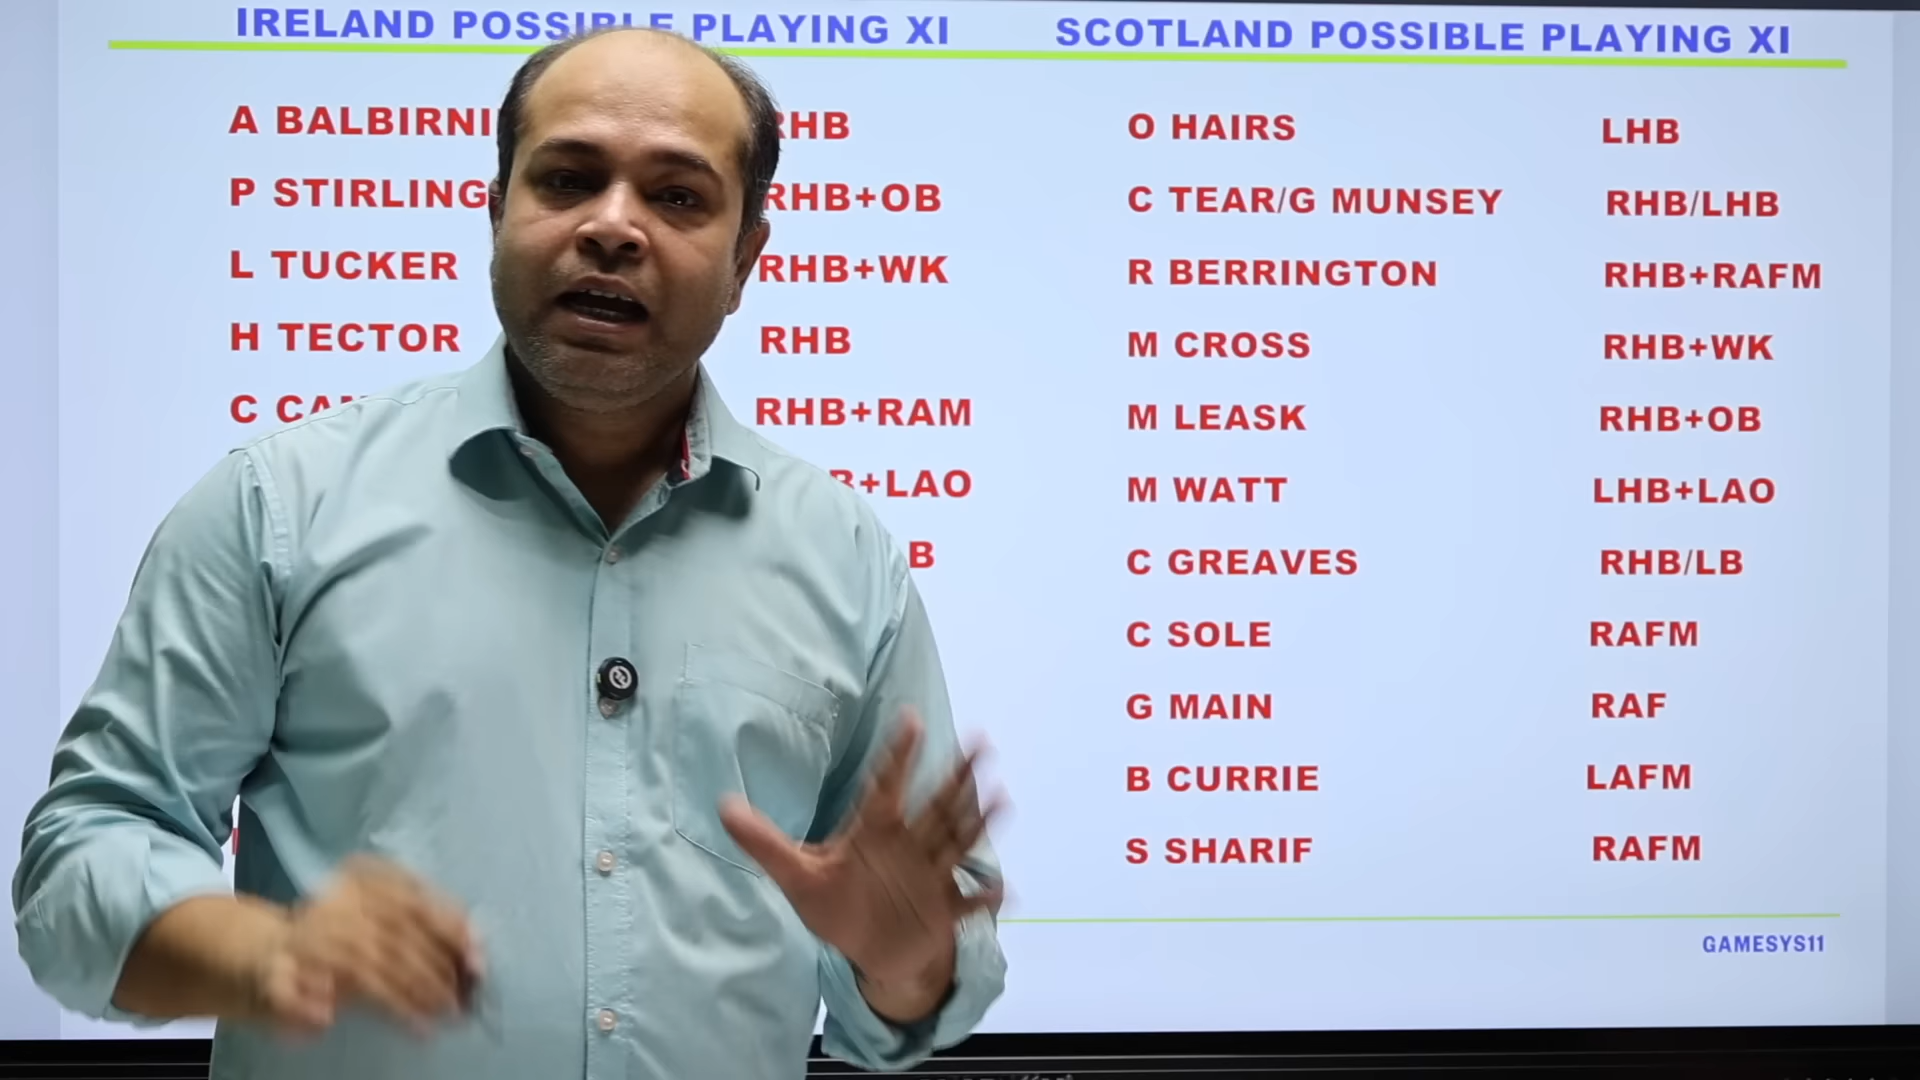 IRELAND POSSIBLE PLAYING XI
SCOTLAND POSSIBLE PLAYING XI
A BALBIRNI RHB
P STIRLING RHB+OB
L TUCKER RHB+WK
H TECTOR RHB
C RHB+RAM
+LAO
B
O HAIRS LHB
C TEAR/G MUNSEY RHB/LHB
R BERRINGTON RHB+RAFM
M CROSS RHB+WK
M LEASK RHB+OB
M WATT LHB+LAO
C GREAVES RHB/LB
C SOLE RAFM
G MAIN RAF
B CURRIE LAFM
S SHARIF RAFM
GAMESYS11